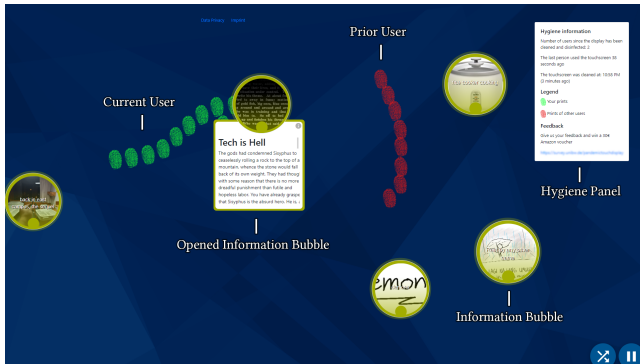 Data Privacy Imprint
Prior User
Current User
Hygiene information
Number of users since the display has been
cleaned and disinfected: 2
The last person used the touchscreen 38
seconds ago.
The touchscreen was cleaned at: 10:58 PM
(3 minutes ago)
Legend
Your prints
Prints of other users
Feedback
Give us your feedback and win a 30€
Amazon voucher
Hygiene Panel
Tech is Hell
The gods had condemned Sisyphus to
ceaselessly rolling a rock to the top of a
mountain, whence the stone would fall
back of its own weight. They had thoug
with some reason that there is no more
dreadful punishment than futile and
hopeless labor. You have already graspe
that Sisyphus is the absurd hero. He is,
Opened Information Bubble
emon
Information Bubble